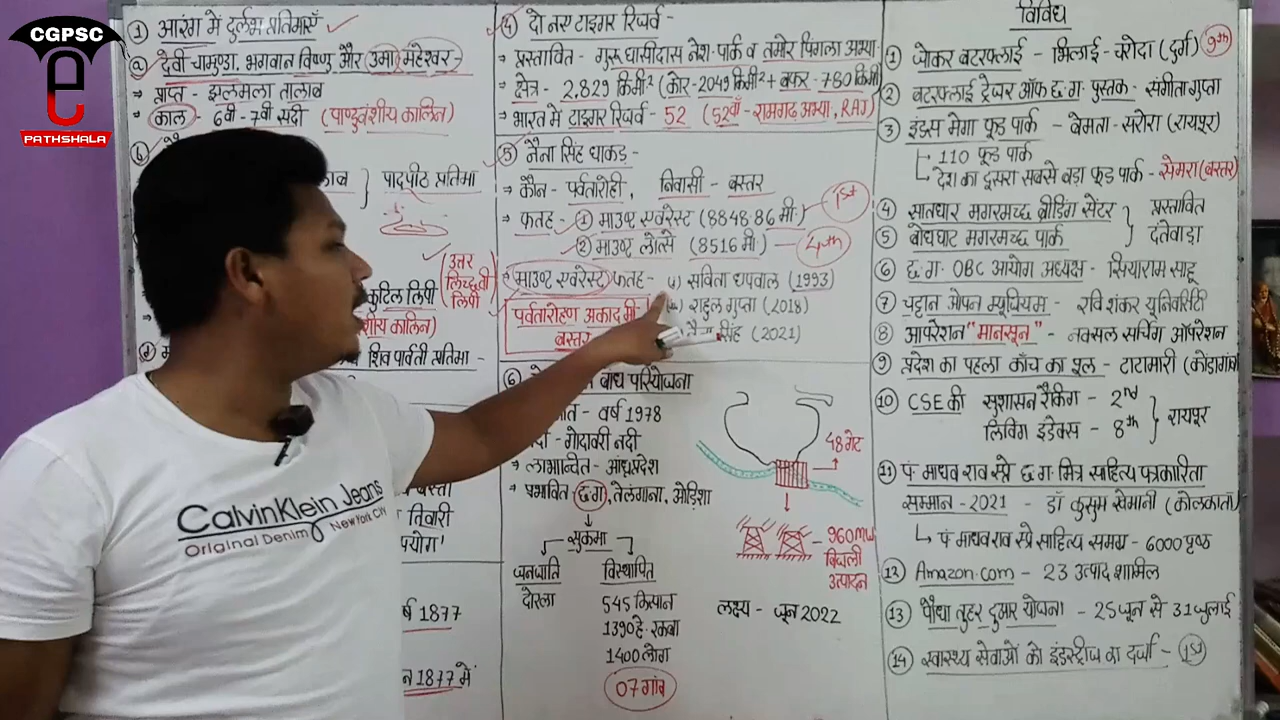 CGPSC
PATHSHALA
① आरंग में दुर्लभ प्रतिमाएँ
ⓐ देवी चामुण्डा, भगवान विष्णु और उमा महेश्वर -
→ प्राप्त - झलमला तालाब
काल - 6वी - 7वी सदी (पाण्डुवंशीय कालिन)
पादपीठ प्रतिमा
कुटिल लिपी (उत्तर लिच्छवी लिपी)
शिव पार्वती प्रतिमा -
तिवारी
1877
1877 में
④ दो नए टाइगर रिजर्व -
→ प्रस्तावित - गुरु घासीदास नेश. पार्क व तमोर पिंगला अभ्या.
→ क्षेत्र - 2,829 किमी² (कोर - 2049 किमी² + बफर - 780 किमी
→ भारत में टाइगर रिजर्व - 52 (52वाँ - रामगढ अभ्या, RAJ)
⑤ नैना सिंह धाकड़ -
→ कौन - पर्वतारोही, निवासी - बस्तर
→ फतह - ① माउण्ट एवरेस्ट (8848.86 मी.) 1st
② माउण्ट लोत्से (8516 मी.) - 4th
माउण्ट एवरेस्ट फतह - सविता धपवाल (1993)
राहुल गुप्ता (2018)
सिंह (2021)
पर्वतारोहण अकादमी
बस्तर
⑥ बांध परियोजना
वर्ष 1978
गोदावरी नदी
→ लाभान्वित - आंध्रप्रदेश
→ प्रभावित - छ.ग., तेलंगाना, ओड़िशा
सुकमा
जनजाति विस्थापित
दोरला 545 किसान
1390 हे. रकबा
1400 लोग
07 गांव
48 गेट
960 MW
बिजली
उत्पादन
लक्ष्य - जून 2022
विविध
① जोकर बटरफ्लाई - भिलाई - चरोदा (दुर्ग) 9th
② बटरफ्लाई ट्रेजर ऑफ छ.ग. पुस्तक - संगीता गुप्ता
③ इंडस मेगा फूड पार्क - बेमता - सरोरा (रायपूर)
110 फूड पार्क
देश का दूसरा सबसे बड़ा फूड पार्क - सेमरा (बस्तर)
④ सातधार मगरमच्छ ब्रीडिंग सेंटर
⑤ बोधघाट मगरमच्छ पार्क
प्रस्तावित
दंतेवाड़ा
⑥ छ.ग. OBC आयोग अध्यक्ष - सियाराम साहू
⑦ चट्टान ओपन म्यूचियम - रविशंकर यूनिवर्सिटी
⑧ आपरेशन "मानसून" - नक्सल सर्चिंग ऑपरेशन
⑨ प्रदेश का पहला काँच का पूल - टाटामारी (कोंडागांव
⑩ CSE की सुशासन रैंकिग - 2nd
लिविंग इंडेक्स - 8th
रायपूर
⑪ पं. माधव राव सप्रे छ.ग. मित्र साहित्य पत्रकारिता
सम्मान - 2021 - डॉ. कुसुम खेमानी (कोलकाता)
पं. माधव राव सप्रे साहित्य समग्र - 6000 पृष्ठ
⑫ Amazon.com - 23 उत्पाद शामिल
⑬ पौधा तुंहर दुआर योजना - 25 जून से 31 जुलाई
⑭ स्वास्थ्य सेवाओं को इंडस्ट्रीज का दर्जा - 1st
CalvinKlein Jeans
Original Denim New York City